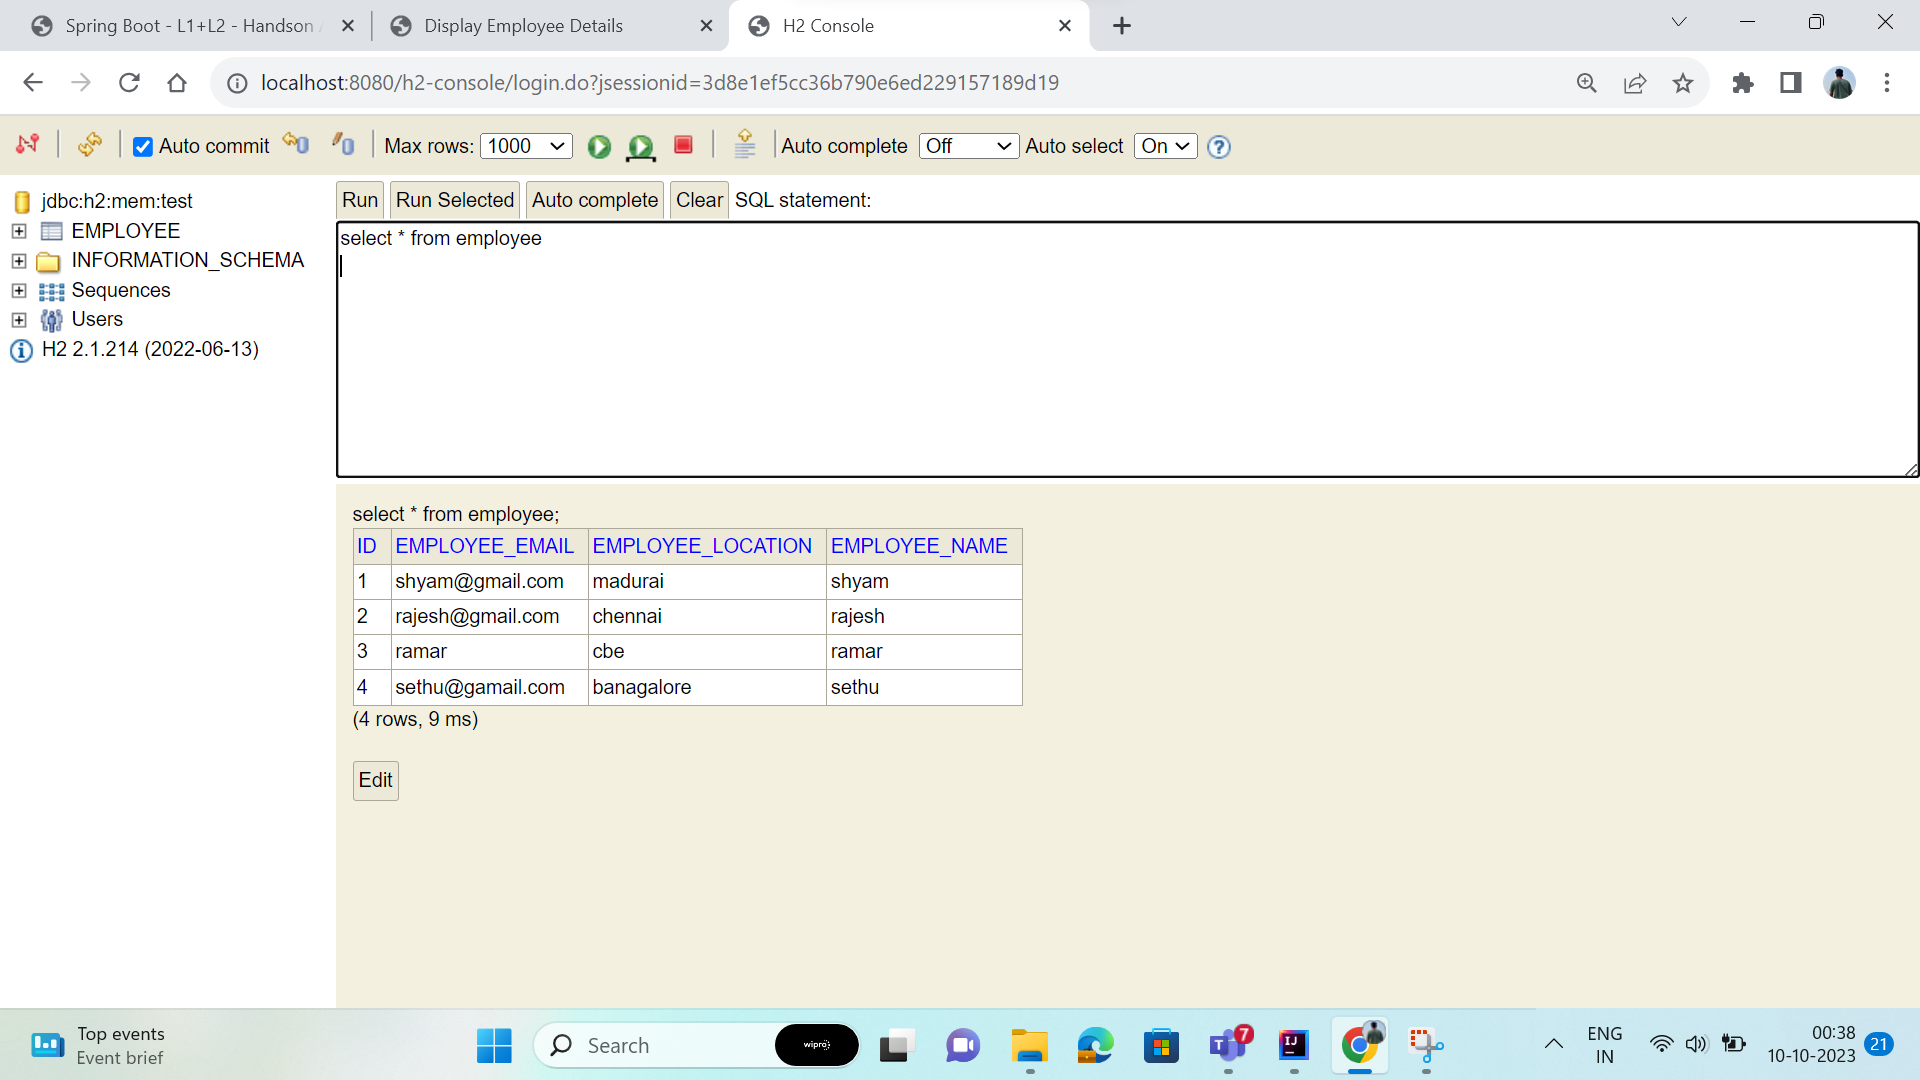 Spring Boot - L1+L2 - Handson
Display Employee Details
H2 Console
localhost:8080/h2-console/login.do?jsessionid=3d8e1ef5cc36b790e6ed229157189d19
Auto commit
Max rows: 1000
Auto complete Off
Auto select On
jdbc:h2:mem:test
EMPLOYEE
INFORMATION_SCHEMA
Sequences
Users
H2 2.1.214 (2022-06-13)
Run Run Selected Auto complete Clear SQL statement:
select * from employee
select * from employee;
ID EMPLOYEE_EMAIL EMPLOYEE_LOCATION EMPLOYEE_NAME
1 shyam@gmail.com madurai shyam
2 rajesh@gmail.com chennai rajesh
3 ramar cbe ramar
4 sethu@gamail.com banagalore sethu
(4 rows, 9 ms)
Edit
Top events
Event brief
Search
wipro
7
IJ
ENG
IN
00:38
10-10-2023
21